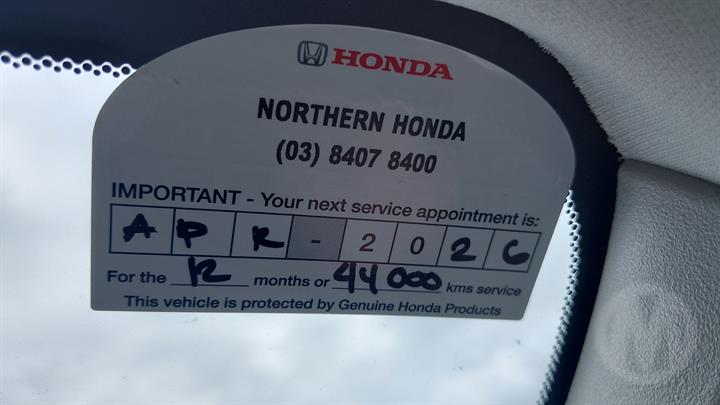 HONDA
NORTHERN HONDA
(03) 8407 8400
IMPORTANT - Your next service appointment is:
APR-2026
For the 12 months or 44000 kms service
This vehicle is protected by Genuine Honda Products